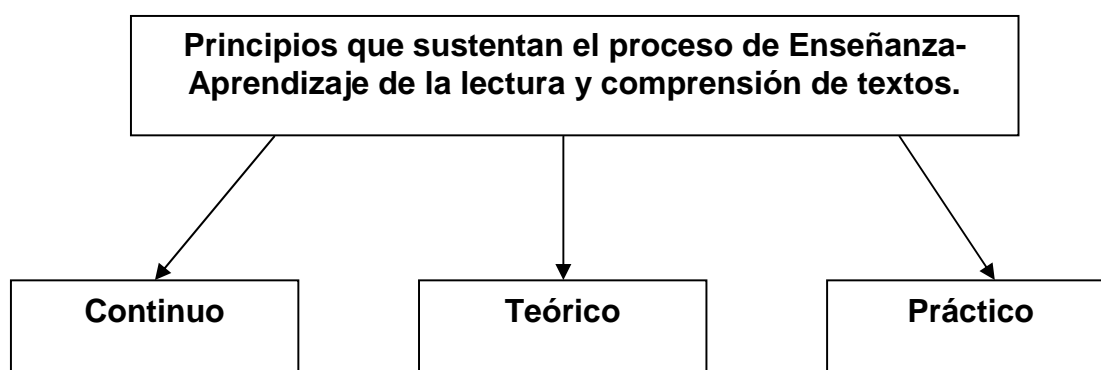 Principios que sustentan el proceso de Enseñanza-
Aprendizaje de la lectura y comprensión de textos.
Continuo
Teórico
Práctico